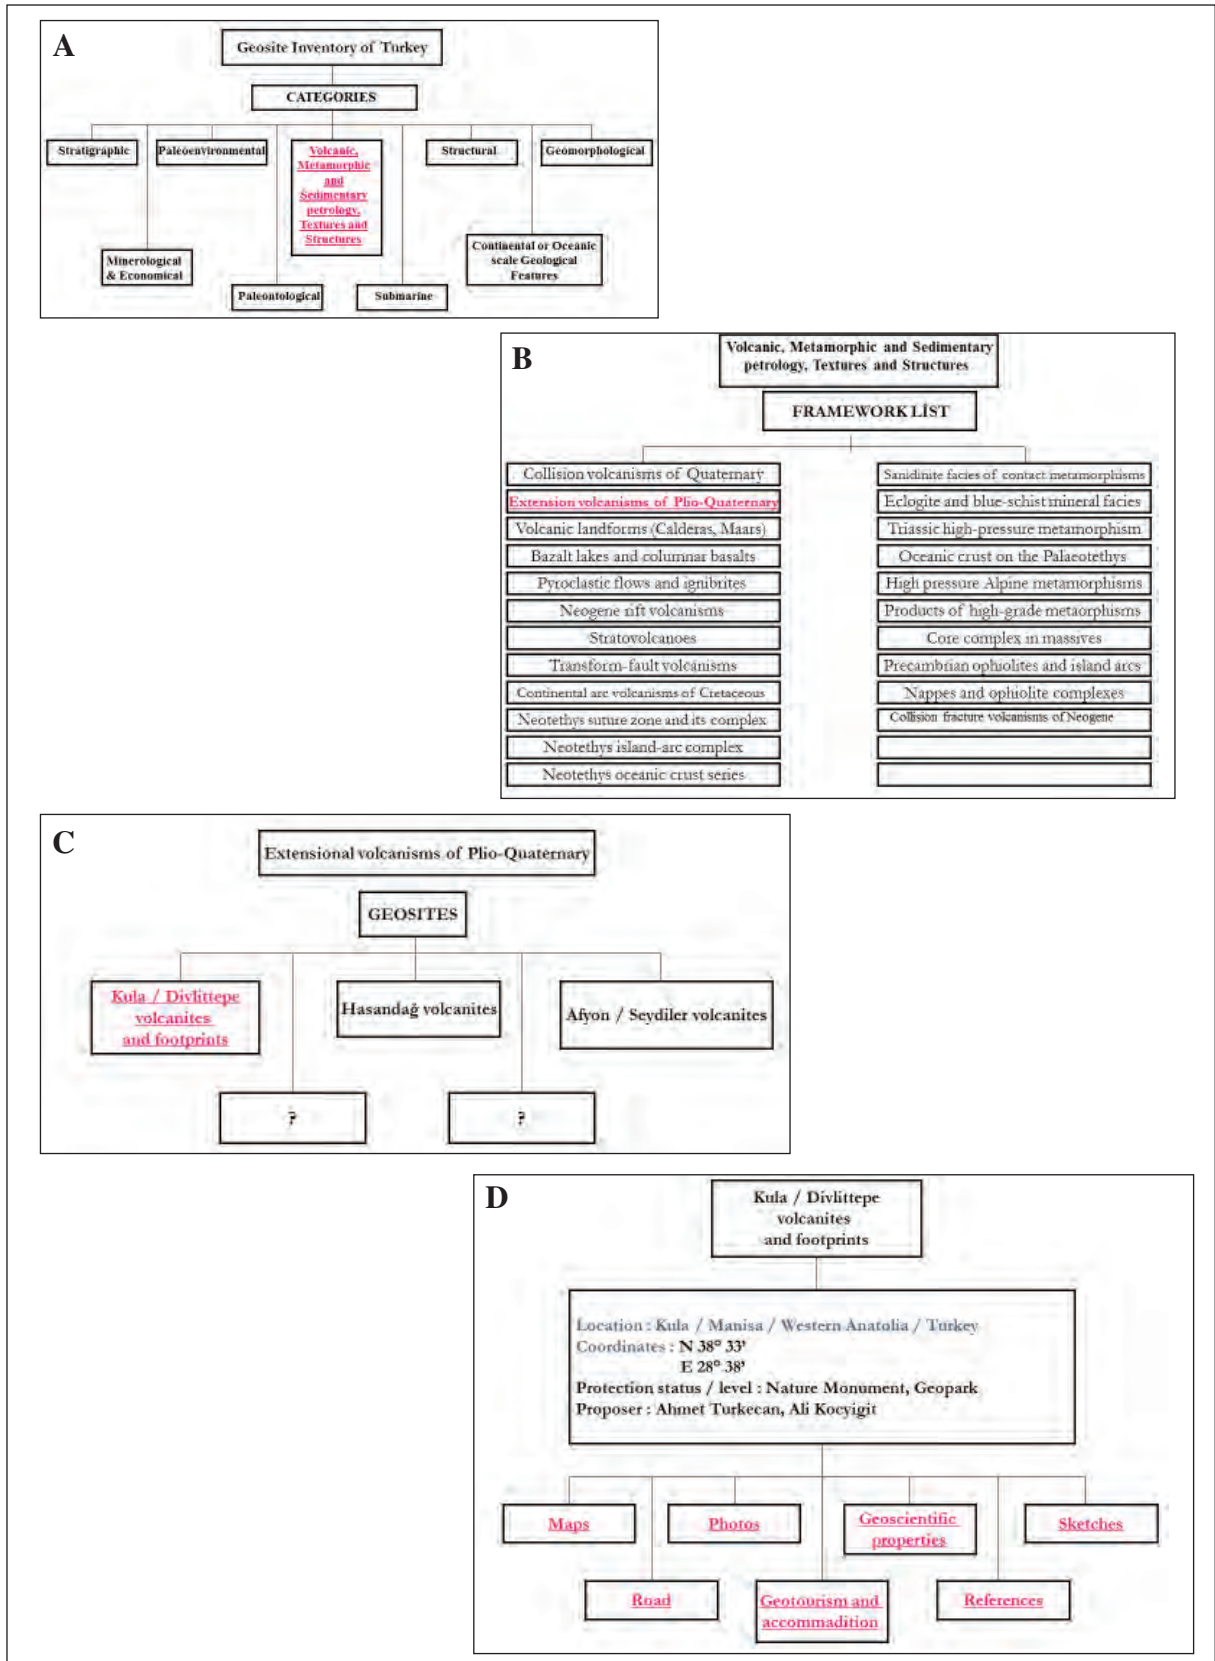 A
Geosite Inventory of Turkey
CATEGORIES
Stratigraphic
Paleoenvironmental
Volcanic,
Metamorphic
and
Sedimentary
petrology,
Textures and
Structures
Structural
Geomorphological
Minerological
& Economical
Paleontological
Submarine
Continental or Oceanic
scale Geological
Features
B
Volcanic, Metamorphic and Sedimentary
petrology, Textures and Structures
FRAMEWORK LİST
Collision volcanisms of Quaternary
Extension volcanisms of Plio-Quaternary
Volcanic landforms (Calderas, Maars)
Bazalt lakes and columnar basalts
Pyroclastic flows and ignibrites
Neogene rift volcanisms
Stratovolcanoes
Transform-fault volcanisms
Continental arc volcanisms of Cretaceous
Neotethys suture zone and its complex
Neotethys island-arc complex
Neotethys oceanic crust series
Sanidinite facies of contact metamorphisms
Eclogite and blue-schist mineral facies
Triassic high-pressure metamorphism
Oceanic crust on the Palaeotethys
High pressure Alpine metamorphisms
Products of high-grade metaorphisms
Core complex in massives
Precambrian ophiolites and island arcs
Nappes and ophiolite complexes
Collision fracture volcanisms of Neogene
C
Extensional volcanisms of Plio-Quaternary
GEOSITES
Kula / Divlittepe
volcanites
and footprints
Hasandağ volcanites
Afyon / Seydiler volcanites
?
?
D
Kula / Divlittepe
volcanites
and footprints
Location : Kula / Manisa / Western Anatolia / Turkey
Coordinates : N 38° 33'
E 28° 38'
Protection status / level : Nature Monument, Geopark
Proposer : Ahmet Turkecan, Ali Kocyigit
Maps
Photos
Geoscientific
properties
Sketches
Road
Geotourism and
accommadition
References